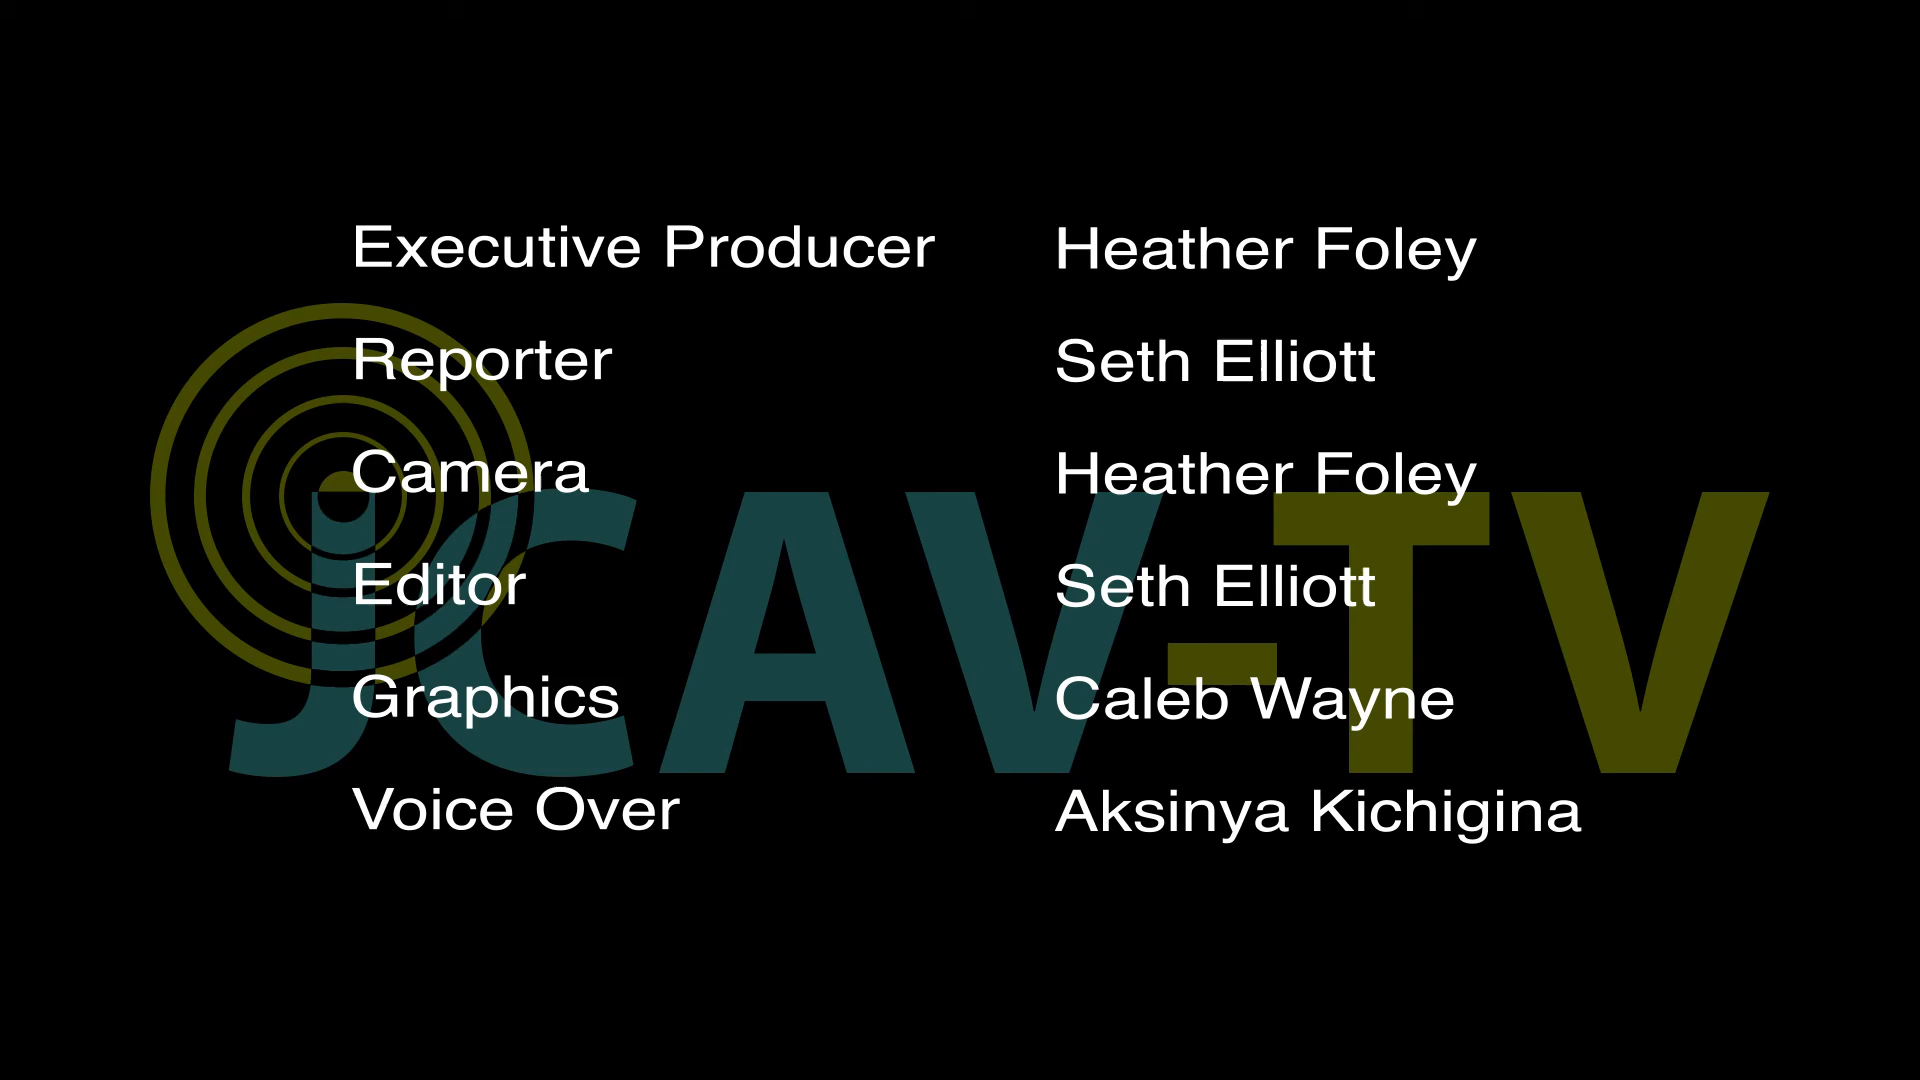 Executive Producer Heather Foley
Reporter Seth Elliott
Camera Heather Foley
Editor Seth Elliott
Graphics Caleb Wayne
Voice Over Aksinya Kichigina
JCAV-TV